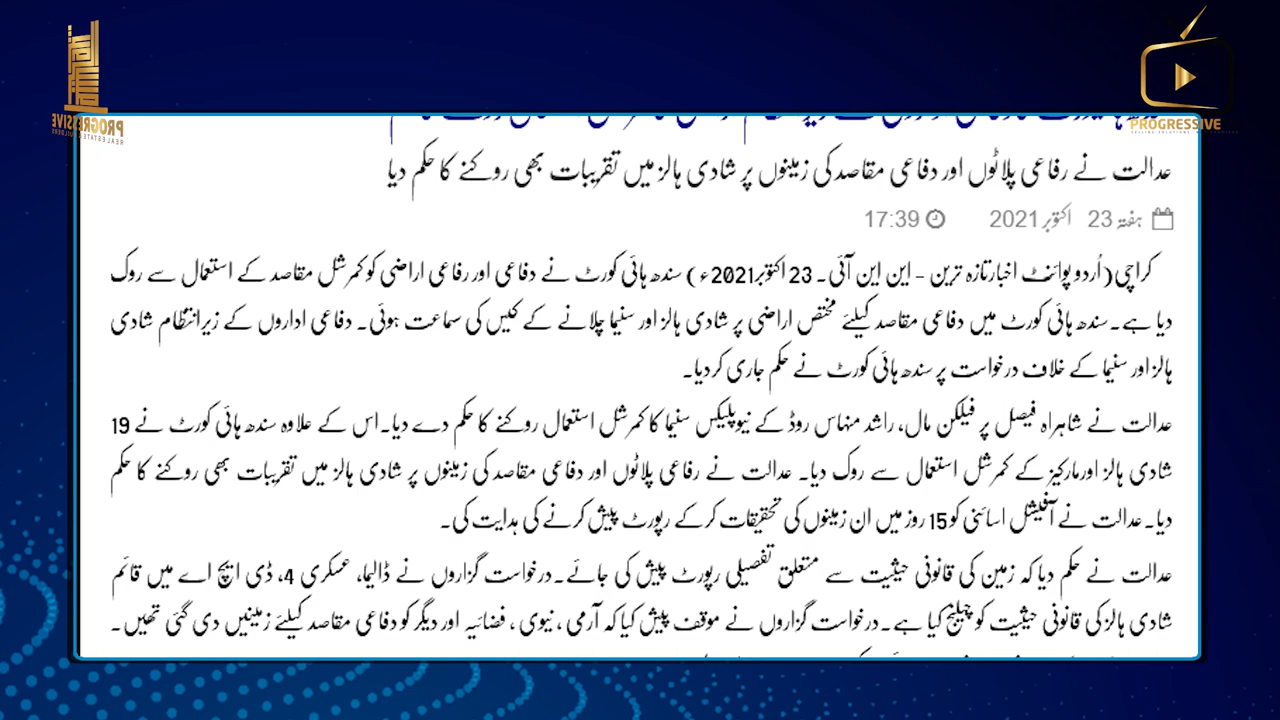 PROGRESSIVE
PROGRESSIVE
عدالت نے رفاعی پلاٹوں اور دفاعی مقاصد کی زمینوں پر شادی ہالز میں تقریبات بھی روکنے کا حکم دیا
ہفتہ 23 اکتوبر 2021 17:39
کراچی(اُردو پوائنٹ اخبارتازہ ترین - این این آئی۔ 23 اکتوبر2021ء) سندھ ہائی کورٹ نے دفاعی اور رفاعی اراضی کو کمرشل مقاصد کے استعمال سے روک
دیا ہے۔سندھ ہائی کورٹ میں دفاعی مقاصد کیلئے مختص اراضی پر شادی ہالز اور سنیما چلانے کے کیس کی سماعت ہوئی۔ دفاعی اداروں کے زیرانتظام شادی
ہالز اور سنیما کے خلاف درخواست پر سندھ ہائی کورٹ نے حکم جاری کردیا۔
عدالت نے شاہراہ فیصل پر فیلکن مال، راشد منہاس روڈ کے نیوپلیکس سنیما کا کمرشل استعمال روکنے کا حکم دے دیا۔اس کے علاوہ سندھ ہائی کورٹ نے 19
شادی ہالز اورمارکیز کے کمرشل استعمال سے روک دیا۔ عدالت نے رفاعی پلاٹوں اور دفاعی مقاصد کی زمینوں پر شادی ہالز میں تقریبات بھی روکنے کا حکم
دیا۔عدالت نے آفیشل اسائنی کو 15 روز میں ان زمینوں کی تحقیقات کرکے رپورٹ پیش کرنے کی ہدایت کی۔
عدالت نے حکم دیا کہ زمین کی قانونی حیثیت سے متعلق تفصیلی رپورٹ پیش کی جائے۔درخواست گزاروں نے ڈالیما، عسکری 4، ڈی ایچ اے میں قائم
شادی ہالز کی قانونی حیثیت کو چیلنج کیا ہے۔درخواست گزاروں نے موقف پیش کیا کہ آرمی، نیوی، فضائیہ اور دیگر کو دفاعی مقاصد کیلئے زمینیں دی گئی تھیں۔